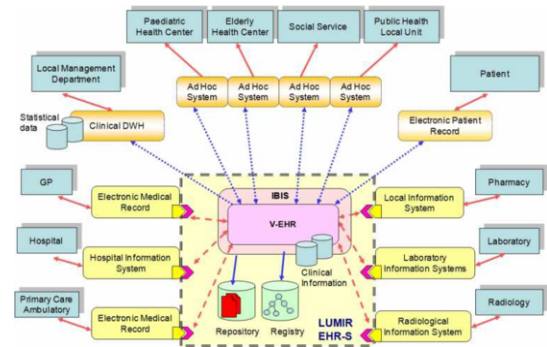 Paediatric
Health Center
Elderly
Health Center
Social Service
Public Health
Local Unit
Local Management
Department
Ad Hoc
System
Ad Hoc
System
Ad Hoc
System
Ad Hoc
System
Patient
Statistical
data
Clinical DWH
Electronic Patient
Record
GP
Electronic Medical
Record
IBIS
V-EHR
Local Information
System
Pharmacy
Hospital
Hospital Information
System
Clinical
Information
Laboratory
Information Systems
Laboratory
Primary Care
Ambulatory
Electronic Medical
Record
Repository
Registry
LUMIR
EHR-S
Radiological
Information System
Radiology